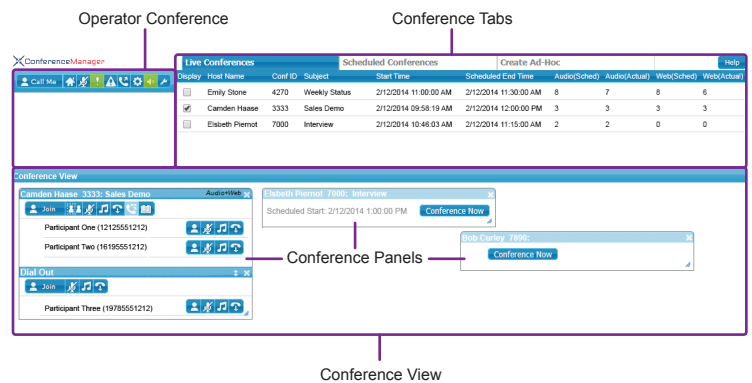 Operator Conference
Conference Tabs
ConferenceManager
Live Conferences Scheduled Conferences Create Ad-Hoc Help
Call Me
Display Host Name Conf ID Subject Start Time Scheduled End Time Audio(Sched) Audio(Actual) Web(Sched) Web(Actual)
Emily Stone 4270 Weekly Status 2/12/2014 11:00:00 AM 2/12/2014 11:30:00 AM 8 7 8 6
Camden Haase 3333 Sales Demo 2/12/2014 09:58:19 AM 2/12/2014 12:00:00 PM 3 3 3 3
Elsbeth Piernot 7000 Interview 2/12/2014 10:46:03 AM 2/12/2014 11:15:00 AM 2 2 0 0
Conference View
Camden Haase 3333: Sales Demo Audio+Web
Join
Participant One (12125551212)
Participant Two (16195551212)
Dial Out
Join
Participant Three (19785551212)
Elsbeth Piernot 7000: Interview
Scheduled Start: 2/12/2014 1:00:00 PM Conference Now
Bob Curley 7890:
Conference Now
Conference Panels
Conference View